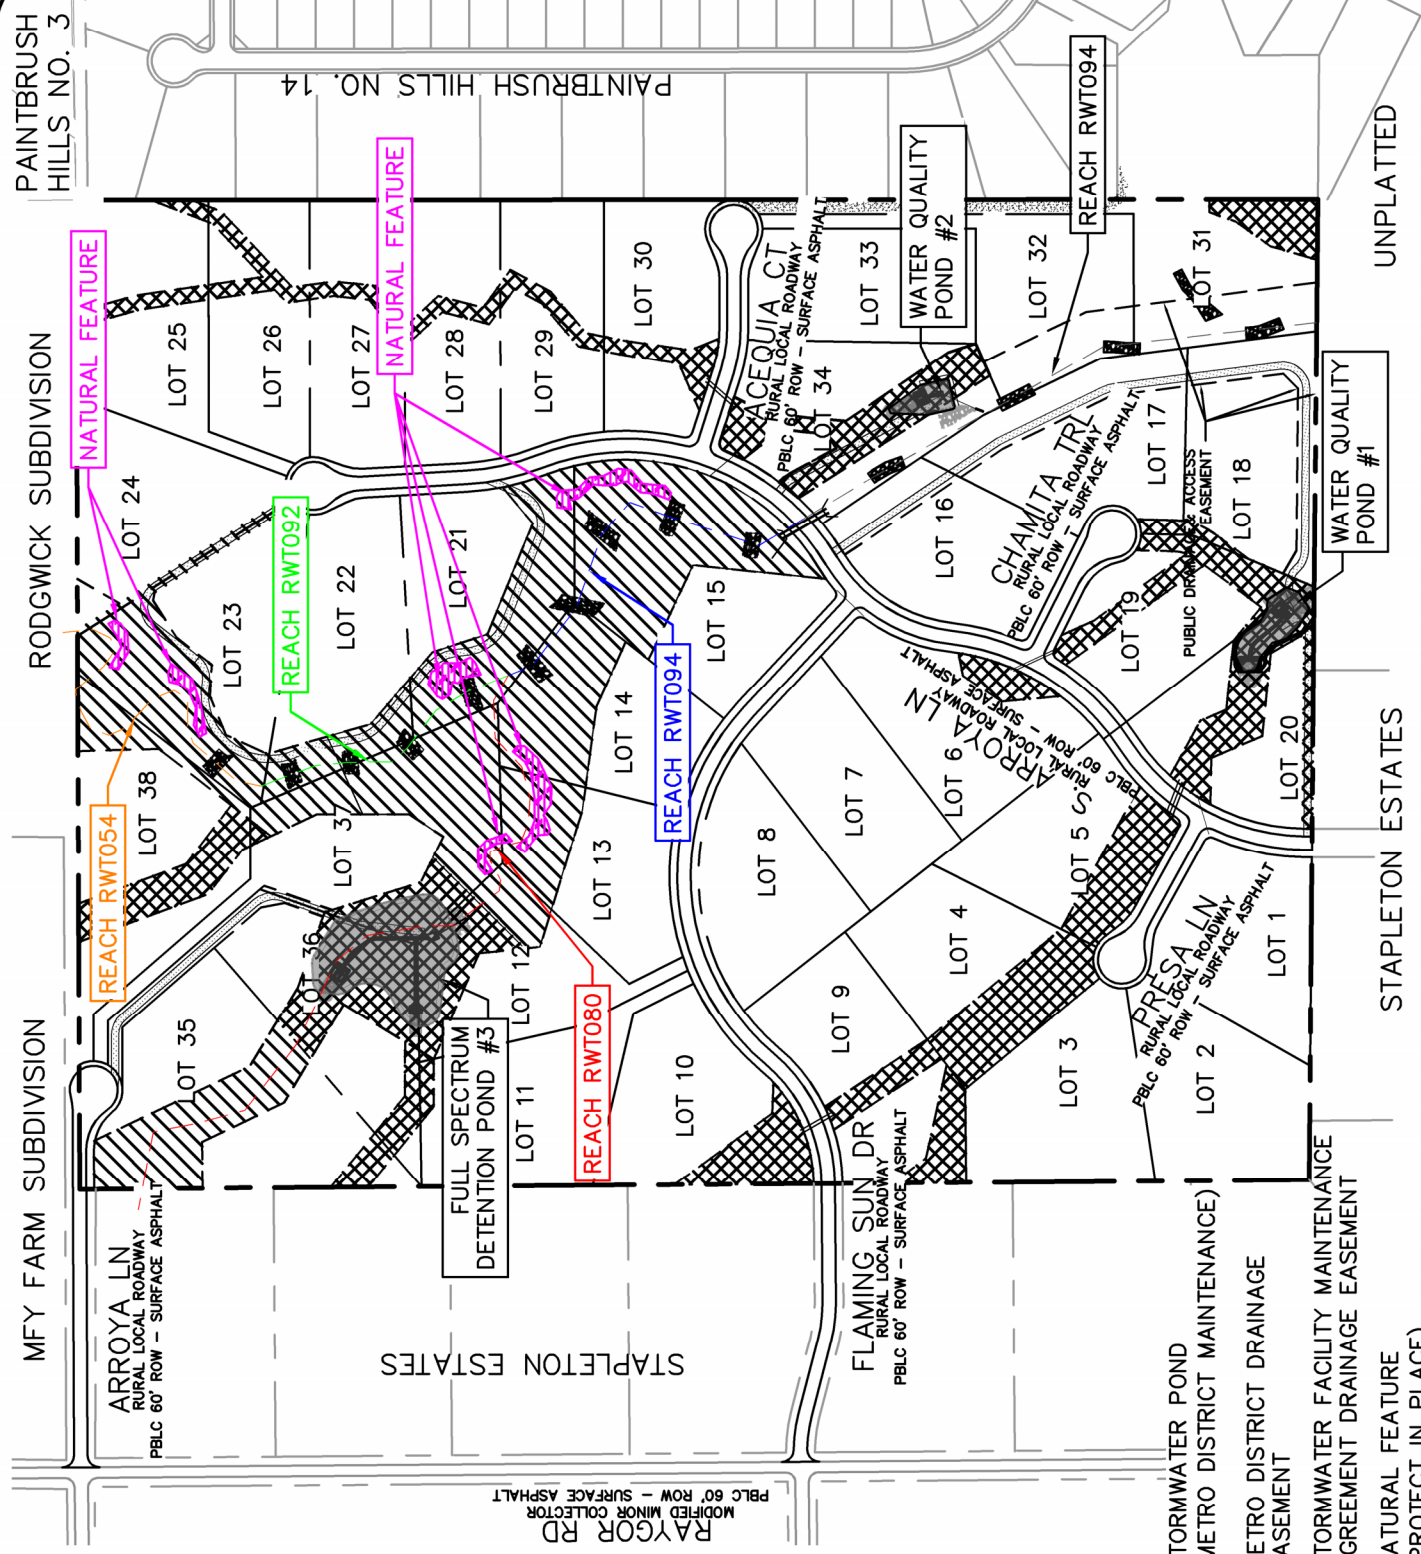 PAINTBRUSH
HILLS NO. 3
PAINTBRUSH HILLS NO. 14
RODGWICK SUBDIVISION
MFY FARM SUBDIVISION
UNPLATTED
STAPLETON ESTATES
STAPLETON ESTATES
NATURAL FEATURE
NATURAL FEATURE
REACH RWT054
REACH RWT092
REACH RWT094
REACH RWT094
REACH RWT080
WATER QUALITY
POND #2
WATER QUALITY
POND #1
FULL SPECTRUM
DETENTION POND #3
LOT 1
LOT 2
LOT 3
LOT 4
LOT 5
LOT 6
LOT 7
LOT 8
LOT 9
LOT 10
LOT 11
LOT 12
LOT 13
LOT 14
LOT 15
LOT 16
LOT 17
LOT 18
LOT 19
LOT 20
LOT 21
LOT 22
LOT 23
LOT 24
LOT 25
LOT 26
LOT 27
LOT 28
LOT 29
LOT 30
LOT 31
LOT 32
LOT 33
LOT 34
LOT 35
LOT 36
LOT 3
LOT 38
ACEQUIA CT
RURAL LOCAL ROADWAY
PBLC 60' ROW - SURFACE ASPHALT
CHAMITA TRL
RURAL LOCAL ROADWAY
PBLC 60' ROW - SURFACE ASPHALT
PUBLIC DRAINAGE & ACCESS
EASEMENT
S. ARROYA LN
RURAL LOCAL ROADWAY
PBLC 60' ROW SURFACE ASPHALT
PRESA LN
RURAL LOCAL ROADWAY
PBLC 60' ROW - SURFACE ASPHALT
FLAMING SUN DR
RURAL LOCAL ROADWAY
PBLC 60' ROW - SURFACE ASPHALT
ARROYA LN
RURAL LOCAL ROADWAY
PBLC 60' ROW - SURFACE ASPHALT
RAYGOR RD
MODIFIED MINOR COLLECTOR
PBLC 60' ROW - SURFACE ASPHALT
TORMWATER POND
METRO DISTRICT MAINTENANCE)
ETRO DISTRICT DRAINAGE
ASEMENT
TORMWATER FACILITY MAINTENANCE
GREEMENT DRAINAGE EASEMENT
ATURAL FEATURE
PROTECT IN PLACE)